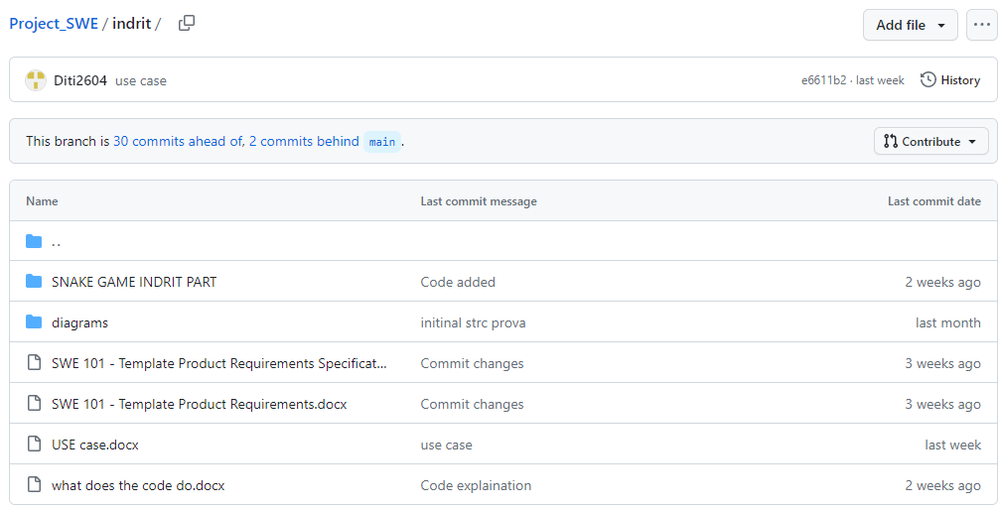 Project_SWE / indrit /
Add file
Diti2604 use case
e6611b2 · last week
History
This branch is 30 commits ahead of, 2 commits behind main .
Contribute
Name Last commit message Last commit date
..
SNAKE GAME INDRIT PART Code added 2 weeks ago
diagrams initinal strc prova last month
SWE 101 - Template Product Requirements Specificat... Commit changes 3 weeks ago
SWE 101 - Template Product Requirements.docx Commit changes 3 weeks ago
USE case.docx use case last week
what does the code do.docx Code explaination 2 weeks ago